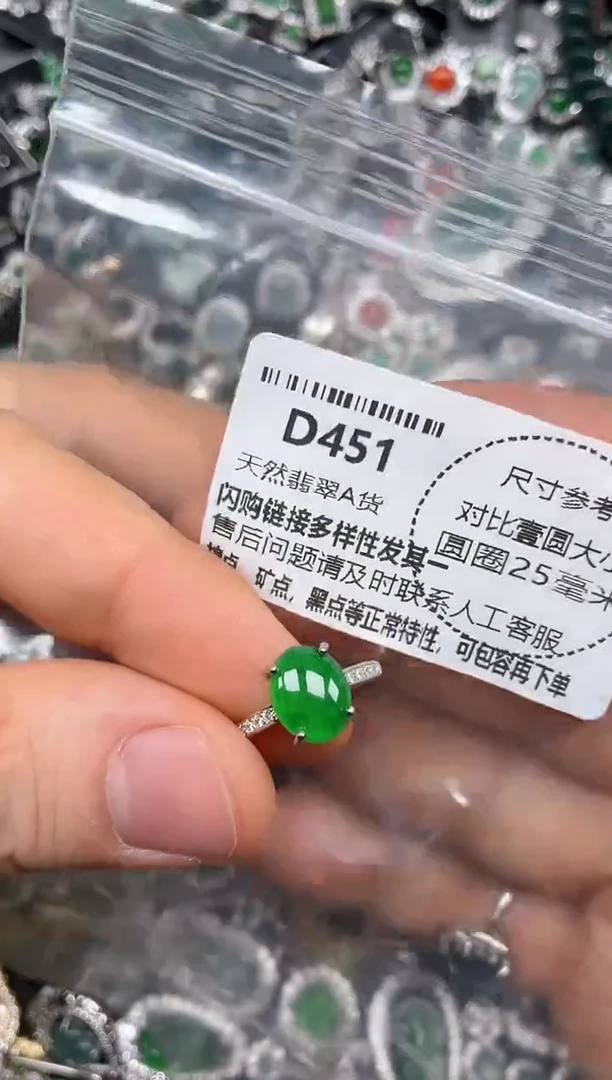 D451
天然翡翠A货
闪购链接多样性发其一
售后问题请及时联系人工客服
棉点，矿点，黑点等正常特性，可包容再下单
尺寸参考
对比壹圆大小
圆圈25毫米